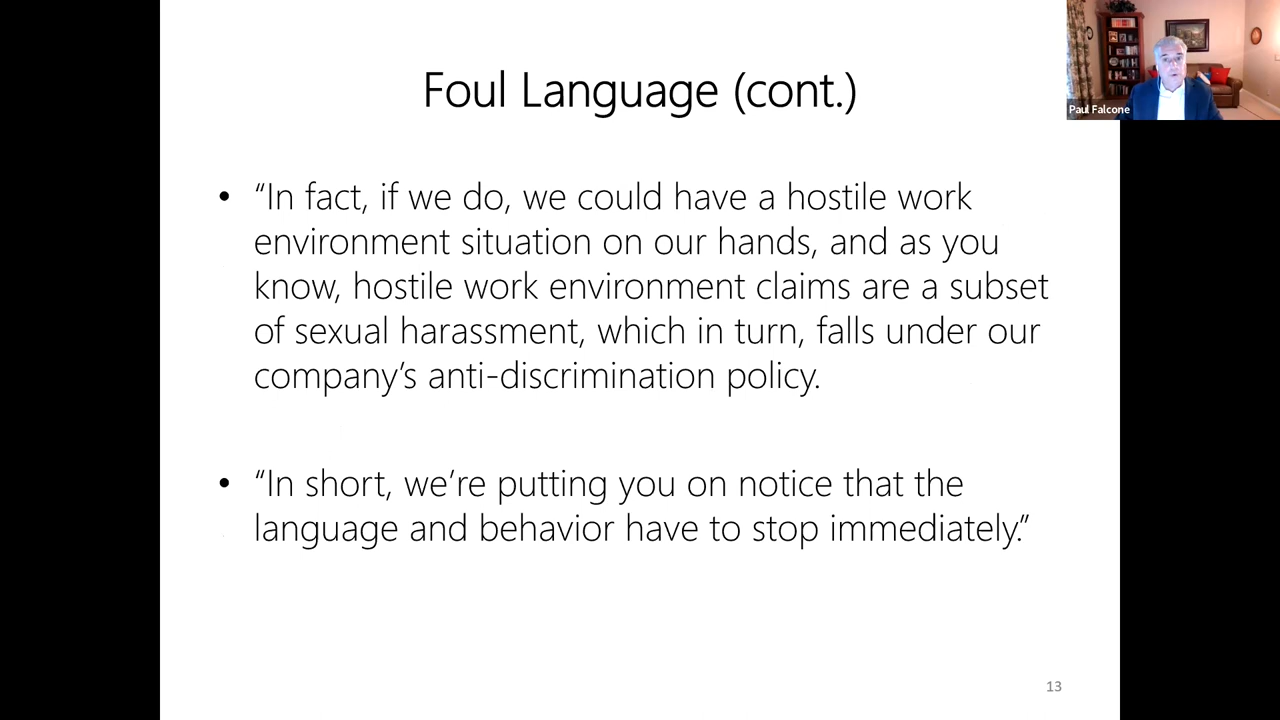 Foul Language (cont.)
Paul Falcone
• “In fact, if we do, we could have a hostile work
environment situation on our hands, and as you
know, hostile work environment claims are a subset
of sexual harassment, which in turn, falls under our
company’s anti-discrimination policy.
• “In short, we’re putting you on notice that the
language and behavior have to stop immediately.”
13